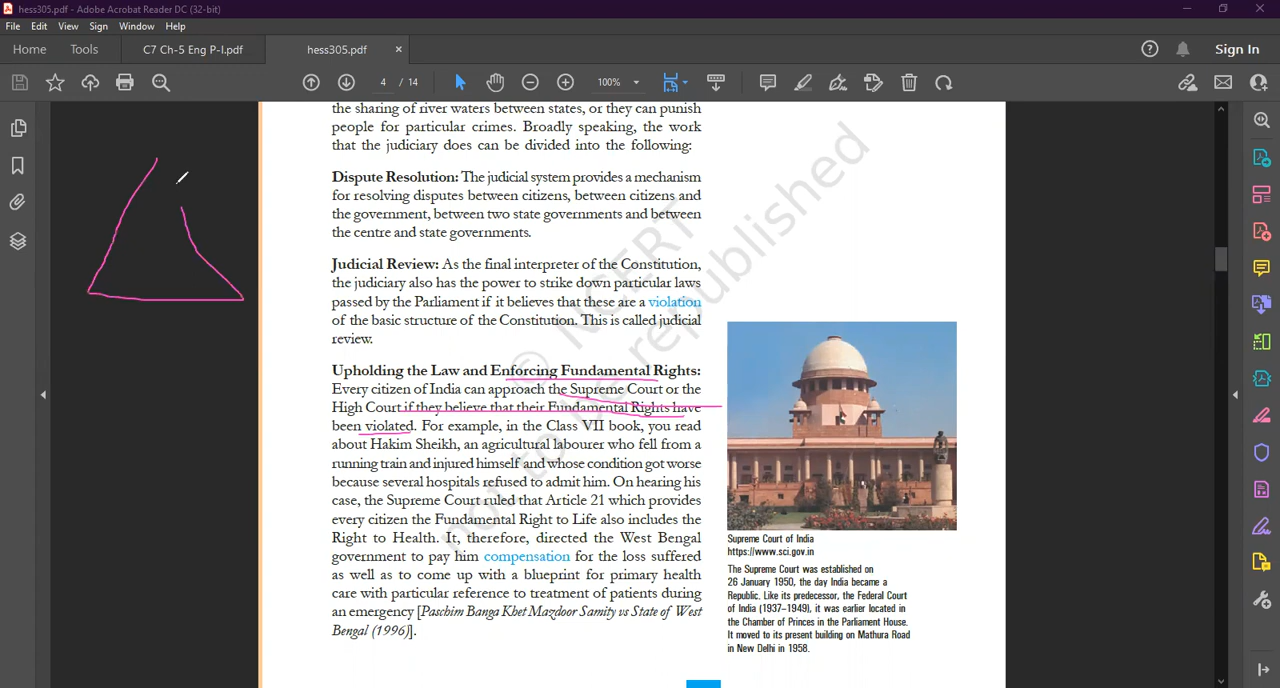 hess305.pdf - Adobe Acrobat Reader DC (32-bit)
File Edit View Sign Window Help
Home Tools C7 Ch-5 Eng P-I.pdf hess305.pdf × Sign In
4 / 14 100%
the sharing of river waters between states, or they can punish
people for particular crimes. Broadly speaking, the work
that the judiciary does can be divided into the following:
Dispute Resolution: The judicial system provides a mechanism
for resolving disputes between citizens, between citizens and
the government, between two state governments and between
the centre and state governments.
Judicial Review: As the final interpreter of the Constitution,
the judiciary also has the power to strike down particular laws
passed by the Parliament if it believes that these are a violation
of the basic structure of the Constitution. This is called judicial
review.
Upholding the Law and Enforcing Fundamental Rights:
Every citizen of India can approach the Supreme Court or the
High Court if they believe that their Fundamental Rights have
been violated. For example, in the Class VII book, you read
about Hakim Sheikh, an agricultural labourer who fell from a
running train and injured himself and whose condition got worse
because several hospitals refused to admit him. On hearing his
case, the Supreme Court ruled that Article 21 which provides
every citizen the Fundamental Right to Life also includes the
Right to Health. It, therefore, directed the West Bengal
government to pay him compensation for the loss suffered
as well as to come up with a blueprint for primary health
care with particular reference to treatment of patients during
an emergency [Paschim Banga Khet Mazdoor Samity vs State of West
Bengal (1996)].
Supreme Court of India
https://www.sci.gov.in
The Supreme Court was established on
26 January 1950, the day India became a
Republic. Like its predecessor, the Federal Court
of India (1937–1949), it was earlier located in
the Chamber of Princes in the Parliament House.
It moved to its present building on Mathura Road
in New Delhi in 1958.
© NCERT
not to be republished